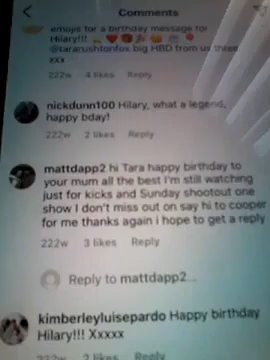 Comments
emojis for a birthday message for
Hilary!!!
@tararushtonfox big HBD from us three
xxx
222w 4 likes Reply
nickdunn100 Hilary, what a legend,
happy bday!
222w 2 likes Reply
mattdapp2 hi Tara happy birthday to
your mum all the best i'm still watching
just for kicks and Sunday shootout one
show I don't miss out on say hi to cooper
for me thanks again i hope to get a reply
222w 3 likes Reply
Reply to mattdapp2...
kimberleyluisepardo Happy birthday
Hilary!!! Xxxxx
222w 2 likes Reply